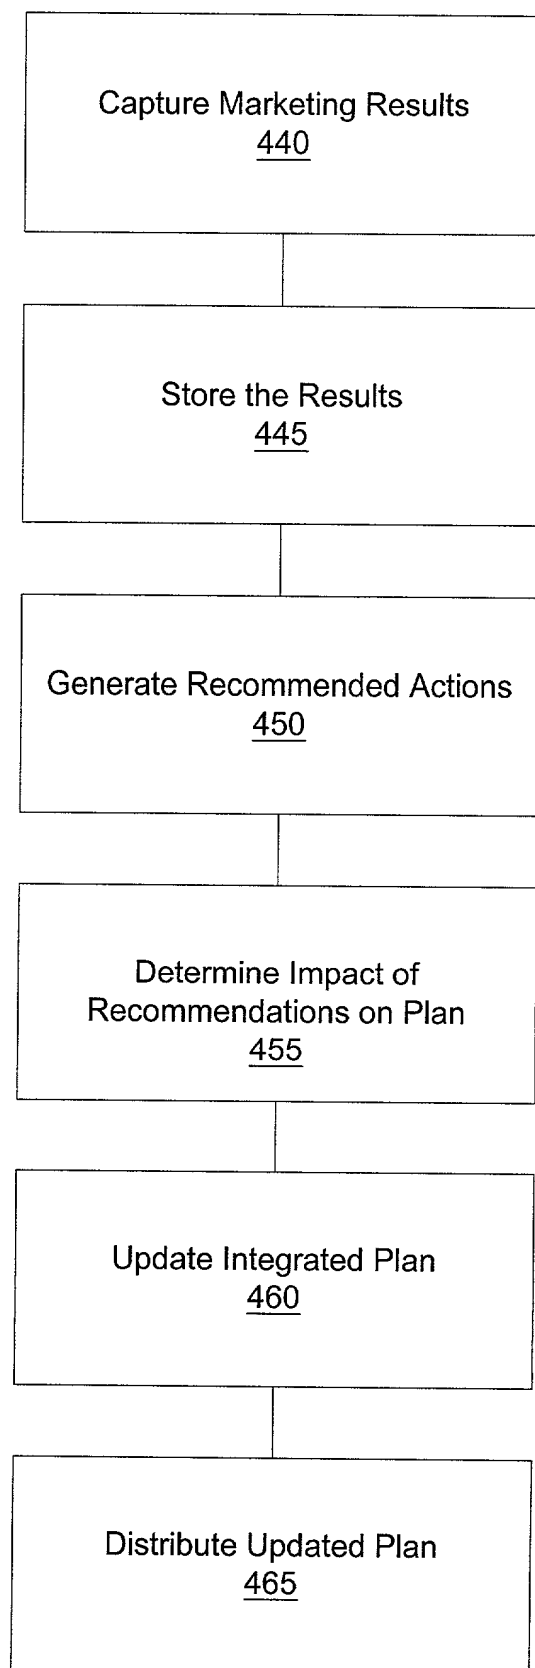 Capture Marketing Results
440
Store the Results
445
Generate Recommended Actions
450
Determine Impact of
Recommendations on Plan
455
Update Integrated Plan
460
Distribute Updated Plan
465